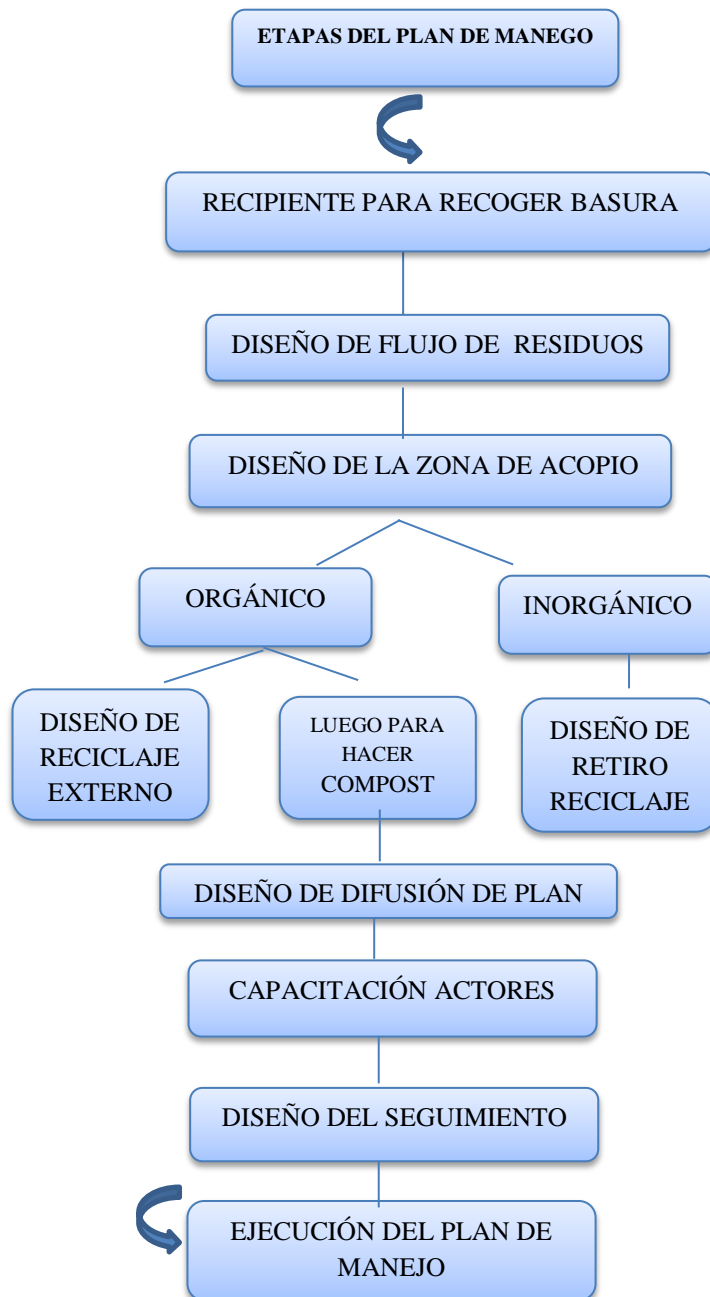 ETAPAS DEL PLAN DE MANEGO
RECIPIENTE PARA RECOGER BASURA
DISEÑO DE FLUJO DE RESIDUOS
DISEÑO DE LA ZONA DE ACOPIO
ORGÁNICO
INORGÁNICO
DISEÑO DE
RECICLAJE
EXTERNO
LUEGO PARA
HACER
COMPOST
DISEÑO DE
RETIRO
RECICLAJE
DISEÑO DE DIFUSIÓN DE PLAN
CAPACITACIÓN ACTORES
DISEÑO DEL SEGUIMIENTO
EJECUCIÓN DEL PLAN DE
MANEJO